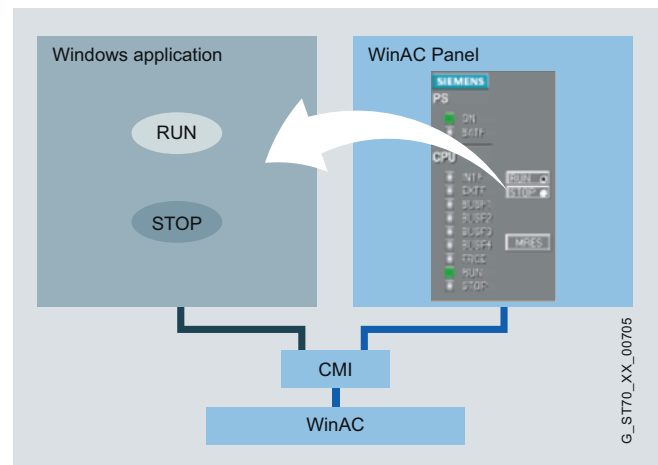 Windows application
RUN
STOP
WinAC Panel
SIEMENS
PS
ON
BATF
CPU
INTF
EXTF
BUSF1
BUSF2
BUSF3
BUSF4
FRCE
RUN
STOP
RUN
STOP
MRES
CMI
WinAC
G_ST70_XX_00705